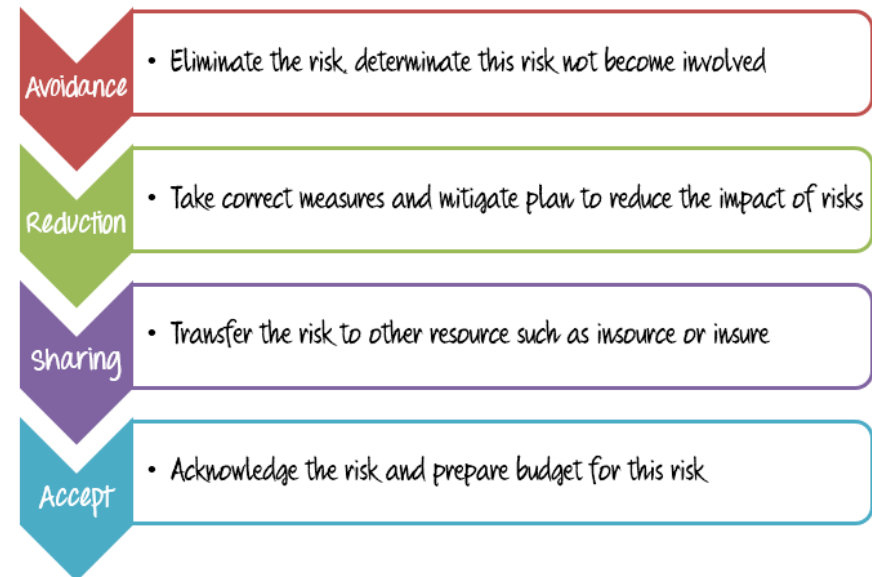 Avoidance
• Eliminate the risk, determinate this risk not become involved
Reduction
• Take correct measures and mitigate plan to reduce the impact of risks
Sharing
• Transfer the risk to other resource such as insource or insure
Accept
• Acknowledge the risk and prepare budget for this risk